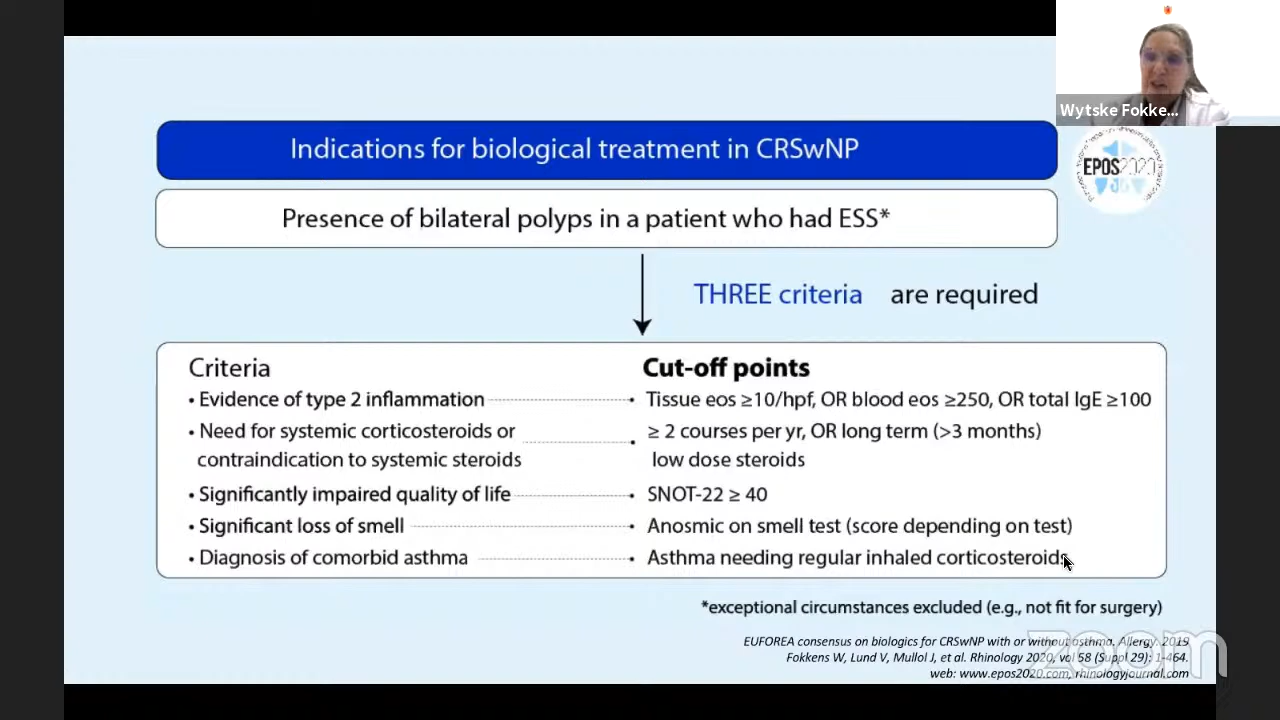 Wytske Fokke...
EPOS2020
Indications for biological treatment in CRSwNP
Presence of bilateral polyps in a patient who had ESS*
THREE criteria are required
Criteria Cut-off points
• Evidence of type 2 inflammation • Tissue eos ≥10/hpf, OR blood eos ≥250, OR total IgE ≥100
• Need for systemic corticosteroids or • ≥ 2 courses per yr, OR long term (>3 months)
contraindication to systemic steroids low dose steroids
• Significantly impaired quality of life • SNOT-22 ≥ 40
• Significant loss of smell • Anosmic on smell test (score depending on test)
• Diagnosis of comorbid asthma • Asthma needing regular inhaled corticosteroids
*exceptional circumstances excluded (e.g., not fit for surgery)
EUFOREA consensus on biologics for CRSwNP with or without asthma. Allergy. 2019
Fokkens W, Lund V, Mullol J, et al. Rhinology 2020, vol 58 (Suppl 29): 1-464.
web: www.epos2020.com, rhinologyjournal.com
zoom